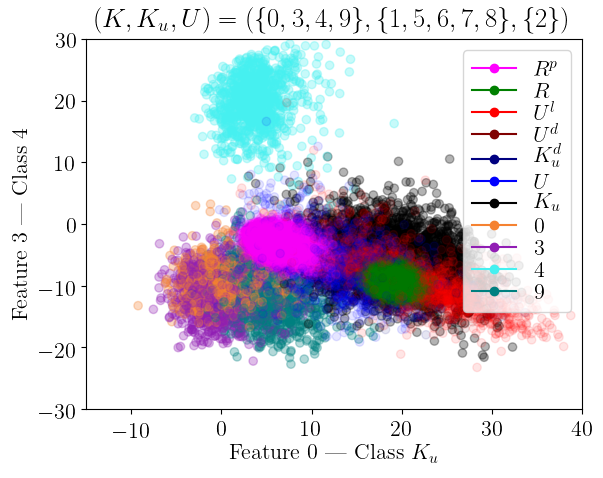 (K, K_u, U) = ({0, 3, 4, 9}, {1, 5, 6, 7, 8}, {2})
30
20
10
0
−10
−20
−30
Feature 3 — Class 4
R^p
R
U^l
U^d
K_u^d
U
K_u
0
3
4
9
−10 0 10 20 30 40
Feature 0 — Class K_u